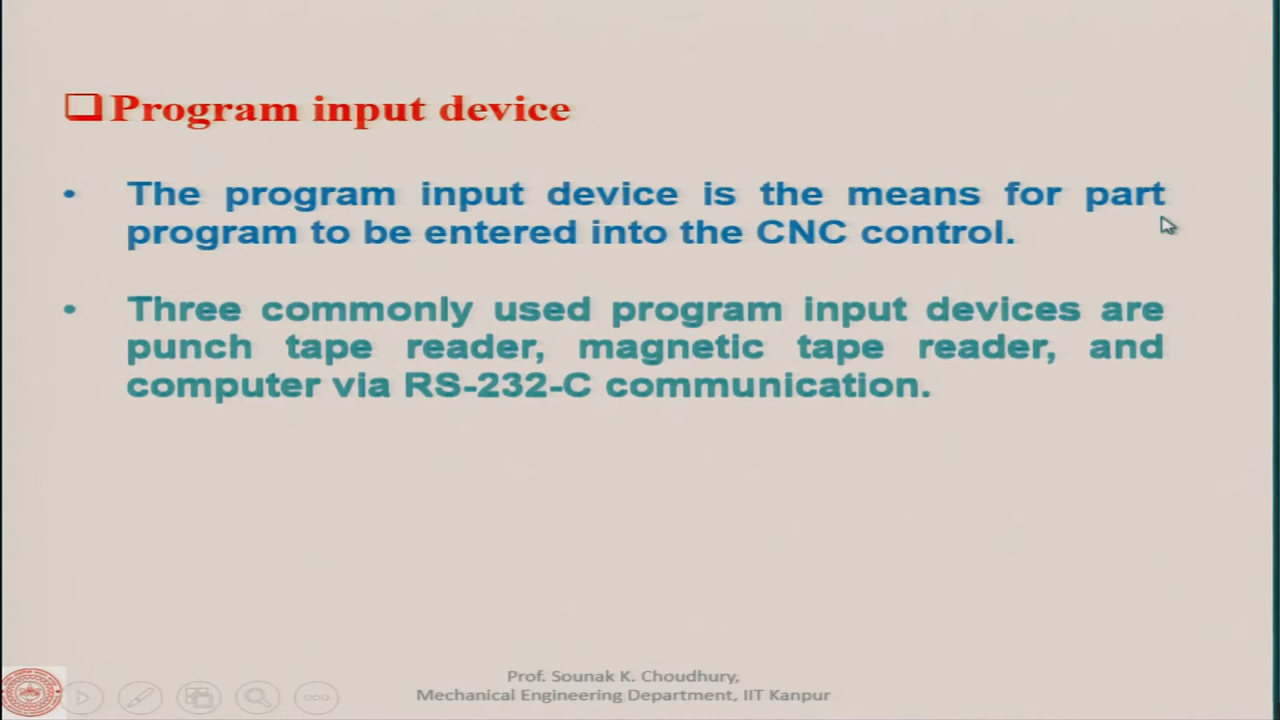 Program input device
• The program input device is the means for part
program to be entered into the CNC control.
• Three commonly used program input devices are
punch tape reader, magnetic tape reader, and
computer via RS-232-C communication.
Prof. Sounak K. Choudhury,
Mechanical Engineering Department, IIT Kanpur